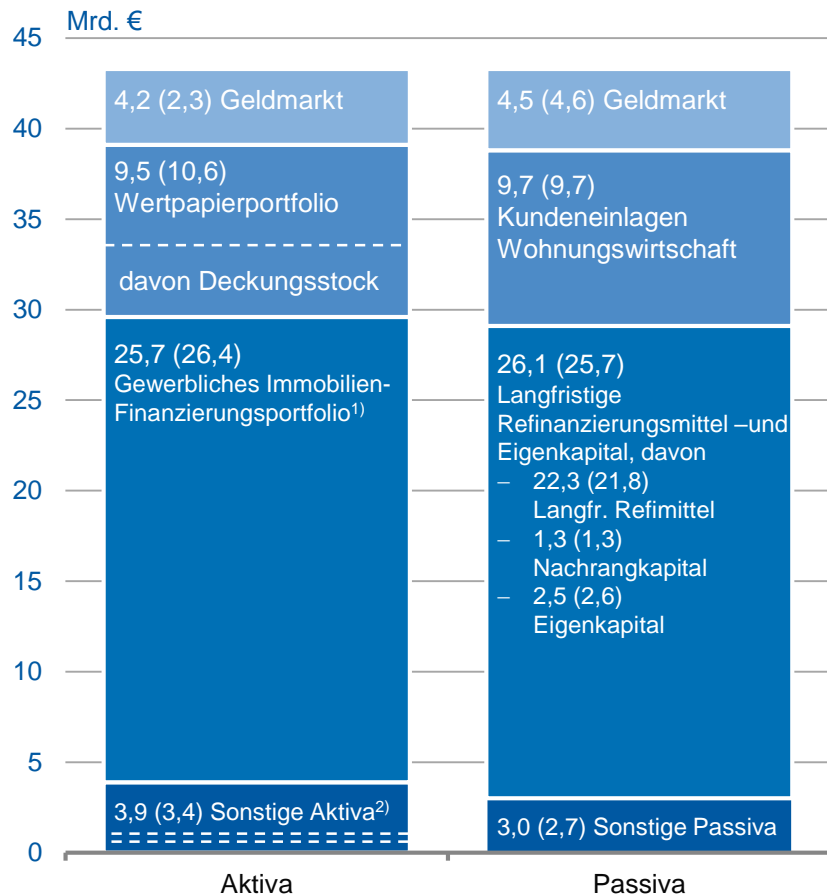 Mrd. €
45
40
35
30
25
20
15
10
5
0
4,2 (2,3) Geldmarkt
9,5 (10,6)
Wertpapierportfolio
davon Deckungsstock
25,7 (26,4)
Gewerbliches Immobilien-
Finanzierungsportfolio1)
3,9 (3,4) Sonstige Aktiva2)
4,5 (4,6) Geldmarkt
9,7 (9,7)
Kundeneinlagen
Wohnungswirtschaft
26,1 (25,7)
Langfristige
Refinanzierungsmittel –und
Eigenkapital, davon
– 22,3 (21,8)
Langfr. Refimittel
– 1,3 (1,3)
Nachrangkapital
– 2,5 (2,6)
Eigenkapital
3,0 (2,7) Sonstige Passiva
Aktiva
Passiva